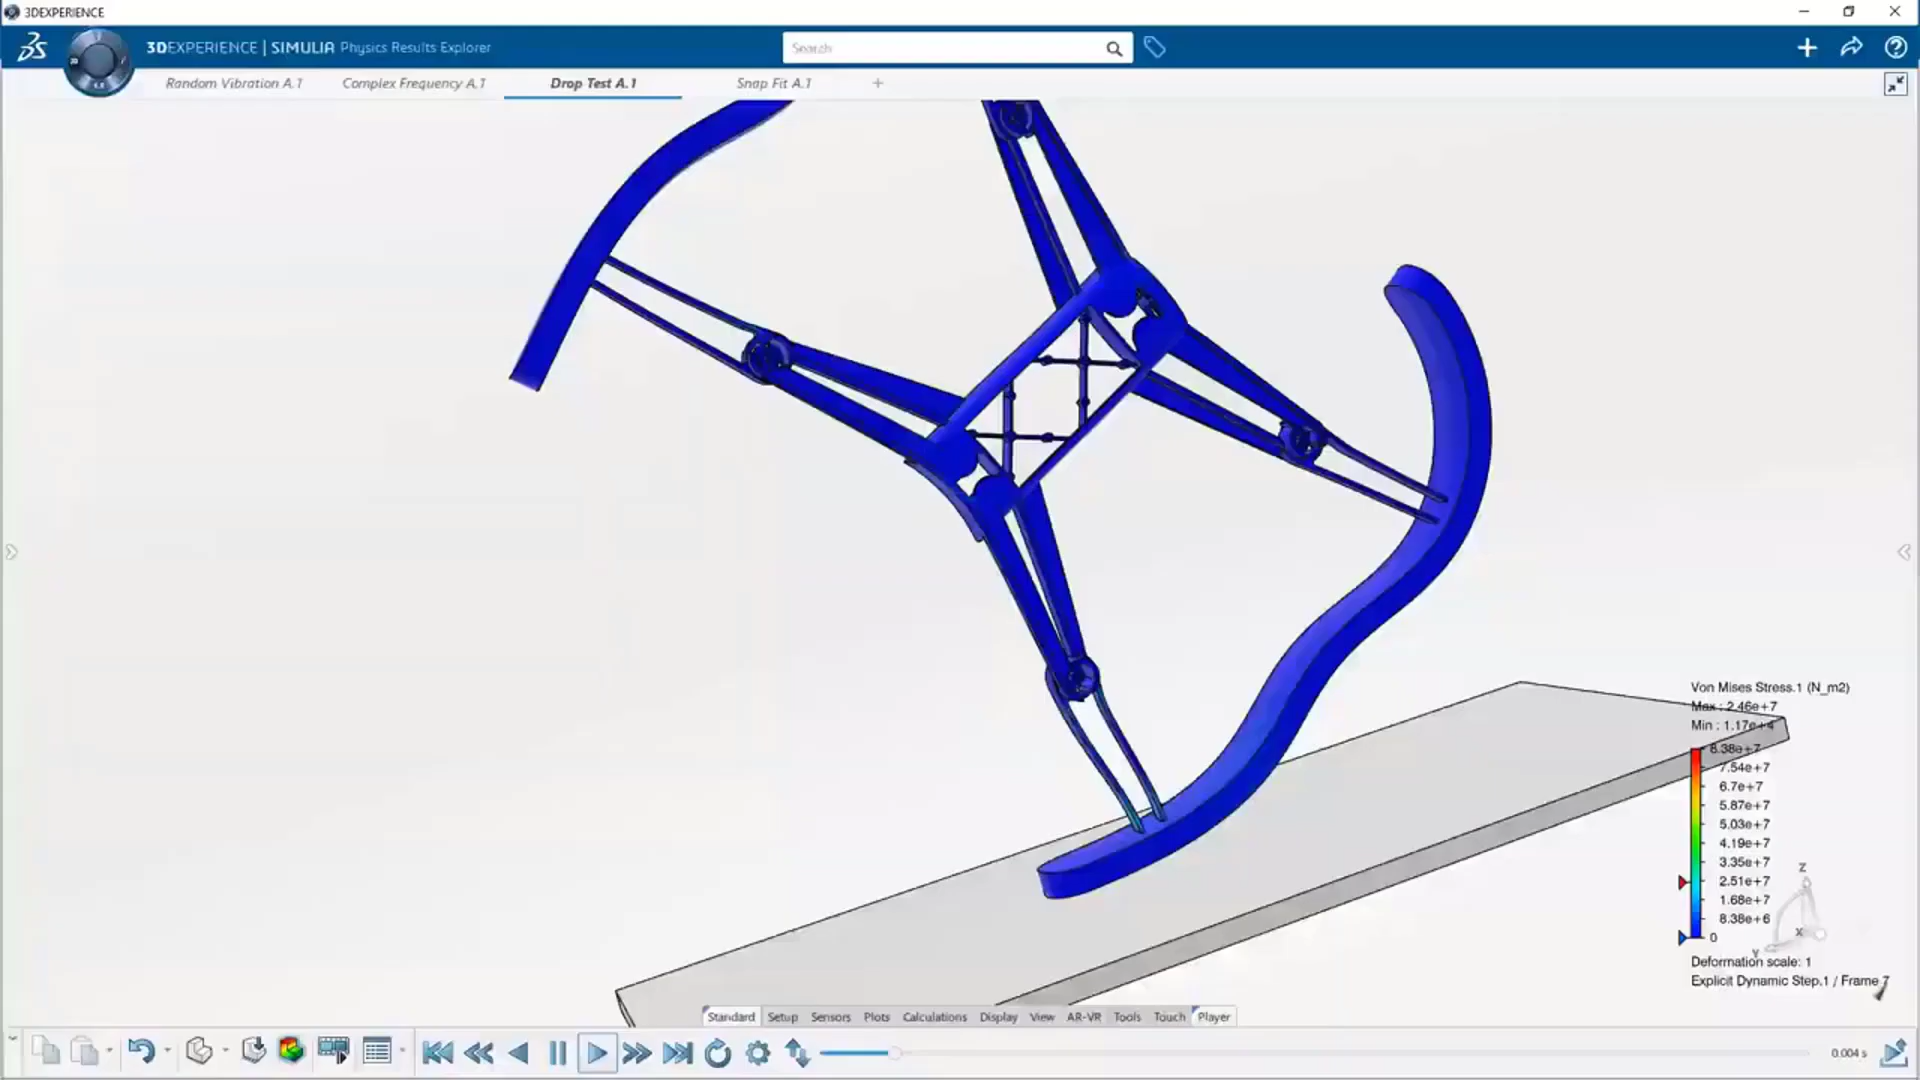 3DEXPERIENCE
3DEXPERIENCE | SIMULIA Physics Results Explorer
Search
Random Vibration A.1
Complex Frequency A.1
Drop Test A.1
Snap Fit A.1
Von Mises Stress.1 (N_m2)
Max : 2.46e+7
Min : 1.17e+4
8.38e+7
7.54e+7
6.7e+7
5.87e+7
5.03e+7
4.19e+7
3.35e+7
2.51e+7
1.68e+7
8.38e+6
0
Z
X
Y
Deformation scale: 1
Explicit Dynamic Step.1 / Frame 7
Standard Setup Sensors Plots Calculations Display View AR-VR Tools Touch Player
0.004 s